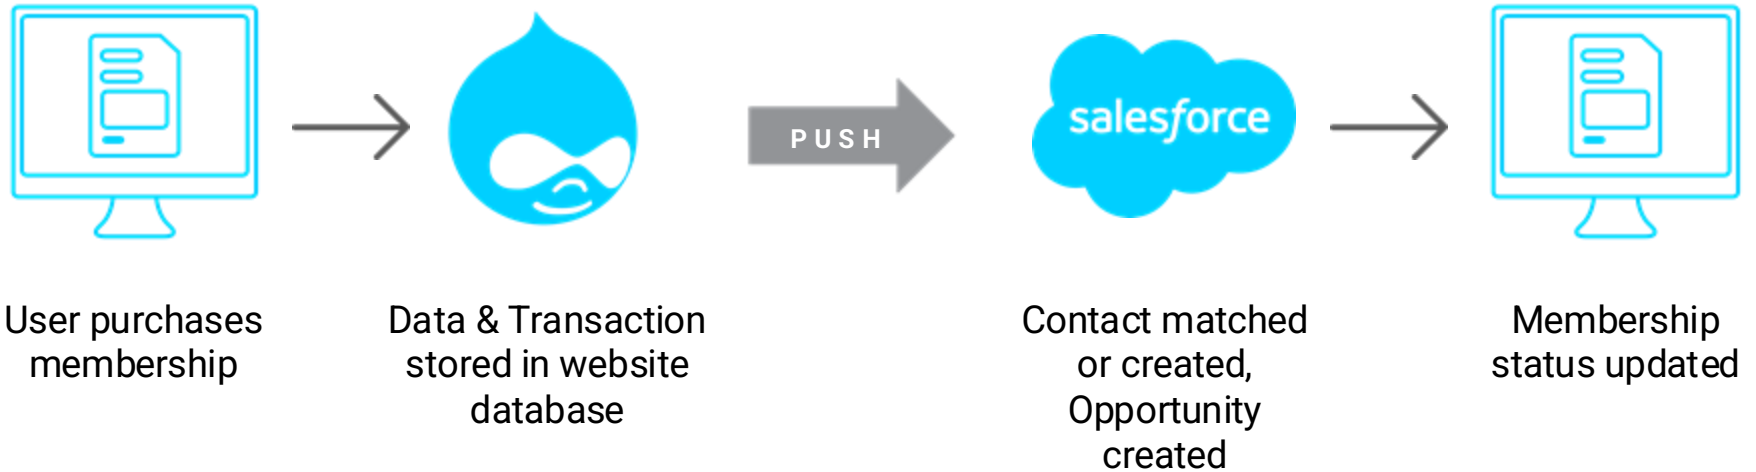 PUSH
salesforce
User purchases
membership
Data & Transaction
stored in website
database
Contact matched
or created,
Opportunity
created
Membership
status updated